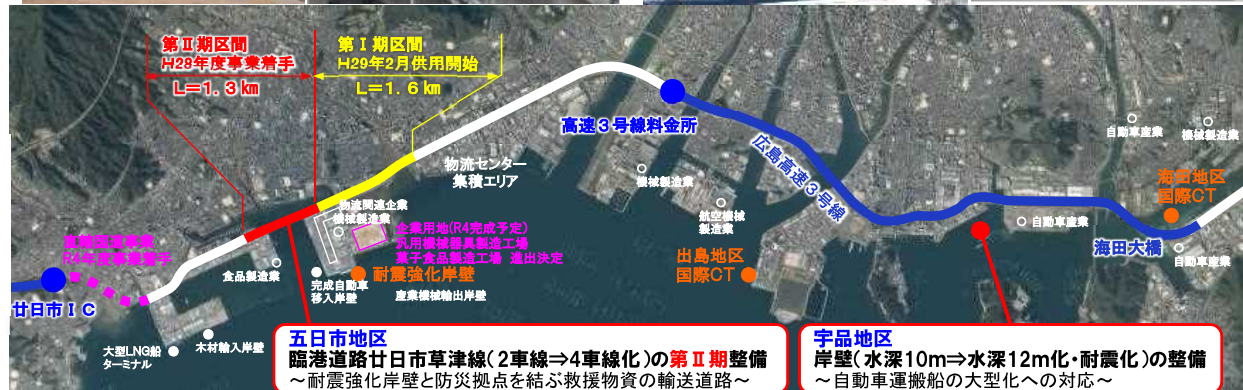 第Ⅱ期区間
H28年度事業着手
L=1.3㎞
第Ⅰ期区間
H29年2月供用開始
L=1.6㎞
高速3号線料金所
広島高速3号線
自動車産業
機械製造業
海田地区
国際CT
物流センター
集積エリア
機械製造業
航空機械
製造業
自動車産業
海田大橋
自動車産業
物流関連企業
機械製造業
企業用地(R4完成予定)
汎用機械器具製造工場
菓子食品製造工場 進出決定
出島地区
国際CT
直轄国道事業
R4年度事業着手
廿日市IC
食品製造業
完成自動車
移入岸壁
耐震強化岸壁
産業機械輸出岸壁
大型LNG船
ターミナル
木材輸入岸壁
五日市地区
臨港道路廿日市草津線(2車線⇒4車線化)の第Ⅱ期整備
～耐震強化岸壁と防災拠点を結ぶ救援物資の輸送道路～
宇品地区
岸壁(水深10m⇒水深12m化・耐震化)の整備
～自動車運搬船の大型化への対応～